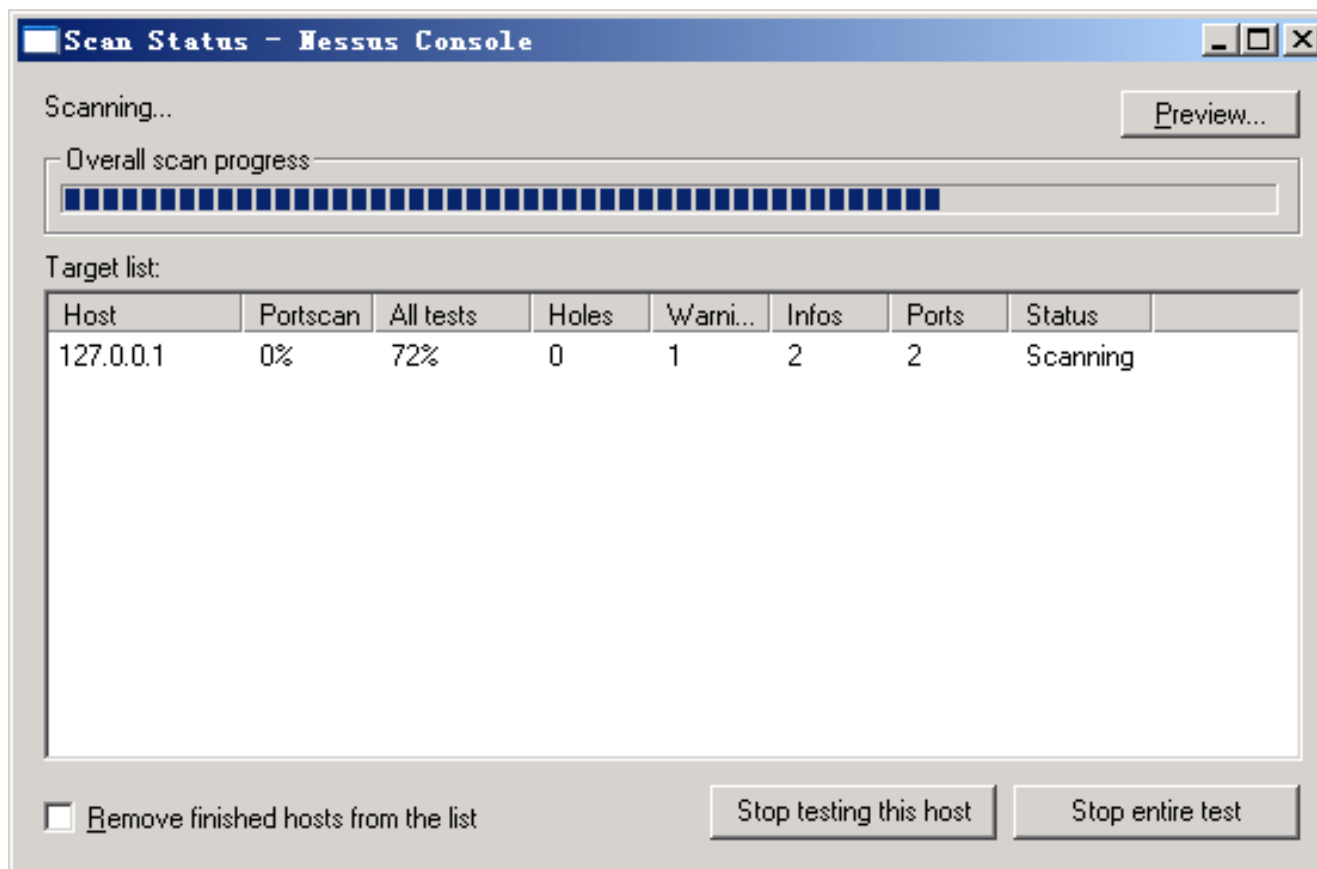 Scan Status - Nessus Console
Scanning...
Preview...
Overall scan progress
Target list:
Host Portscan All tests Holes Warni... Infos Ports Status
127.0.0.1 0% 72% 0 1 2 2 Scanning
Remove finished hosts from the list Stop testing this host Stop entire test